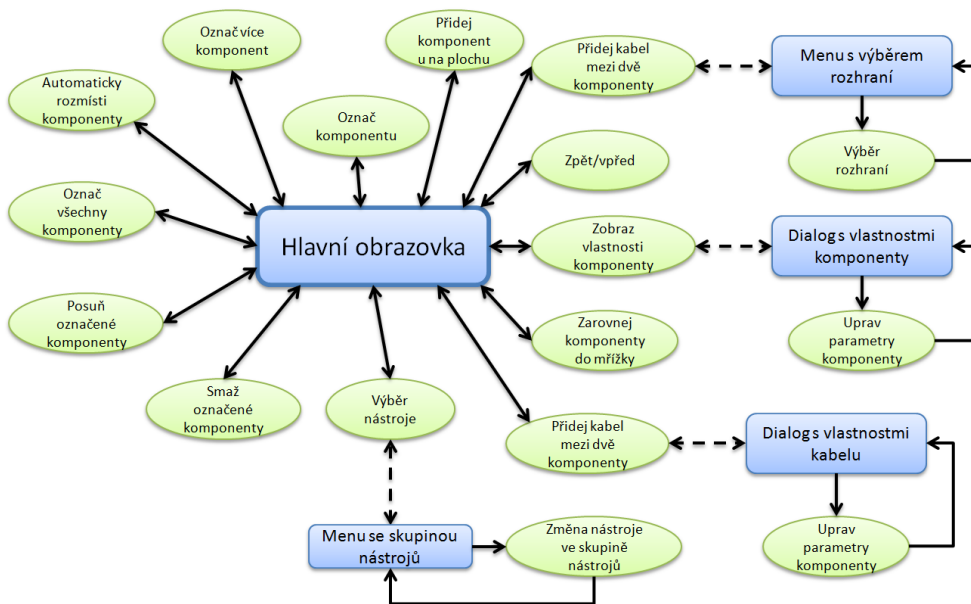 Označ více
komponent
Přidej
komponent
u na plochu
Přidej kabel
mezi dvě
komponenty
Menu s výběrem
rozhraní
Automaticky
rozmísti
komponenty
Označ
komponentu
Zpět/vpřed
Výběr
rozhraní
Označ
všechny
komponenty
Hlavní obrazovka
Zobraz
vlastnosti
komponenty
Dialog s vlastnostmi
komponenty
Posuň
označené
komponenty
Zarovnej
komponenty
do mřížky
Uprav
parametry
komponenty
Smaž
označené
komponenty
Výběr
nástroje
Přidej kabel
mezi dvě
komponenty
Dialog s vlastnostmi
kabelu
Menu se skupinou
nástrojů
Změna nástroje
ve skupině
nástrojů
Uprav
parametry
komponenty